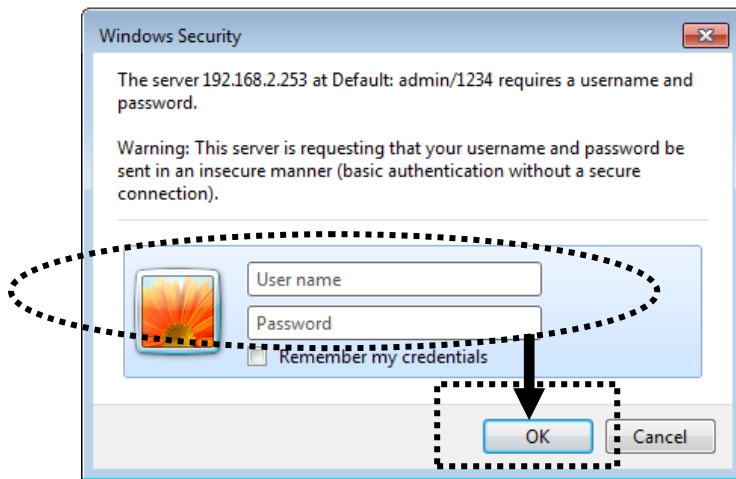 Windows Security
The server 192.168.2.253 at Default: admin/1234 requires a username and
password.
Warning: This server is requesting that your username and password be
sent in an insecure manner (basic authentication without a secure
connection).
User name
Password
Remember my credentials
OK
Cancel